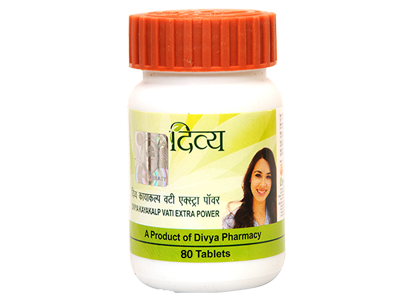 दिव्य
दिव्य कायाकल्प वटी एक्स्ट्रा पॉवर
DIVYA KAYAKALP VATI EXTRA POWER
A Product of Divya Pharmacy
80 Tablets